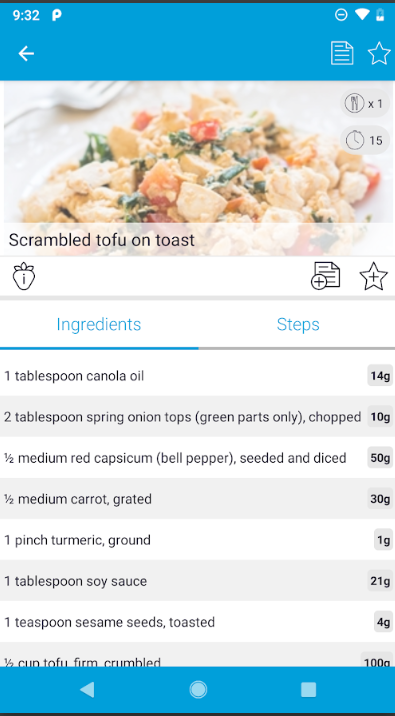 9:32
x 1
15
Scrambled tofu on toast
Ingredients Steps
1 tablespoon canola oil 14g
2 tablespoon spring onion tops (green parts only), chopped 10g
½ medium red capsicum (bell pepper), seeded and diced 50g
½ medium carrot, grated 30g
1 pinch turmeric, ground 1g
1 tablespoon soy sauce 21g
1 teaspoon sesame seeds, toasted 4g
½ cup tofu, firm, crumbled 100g